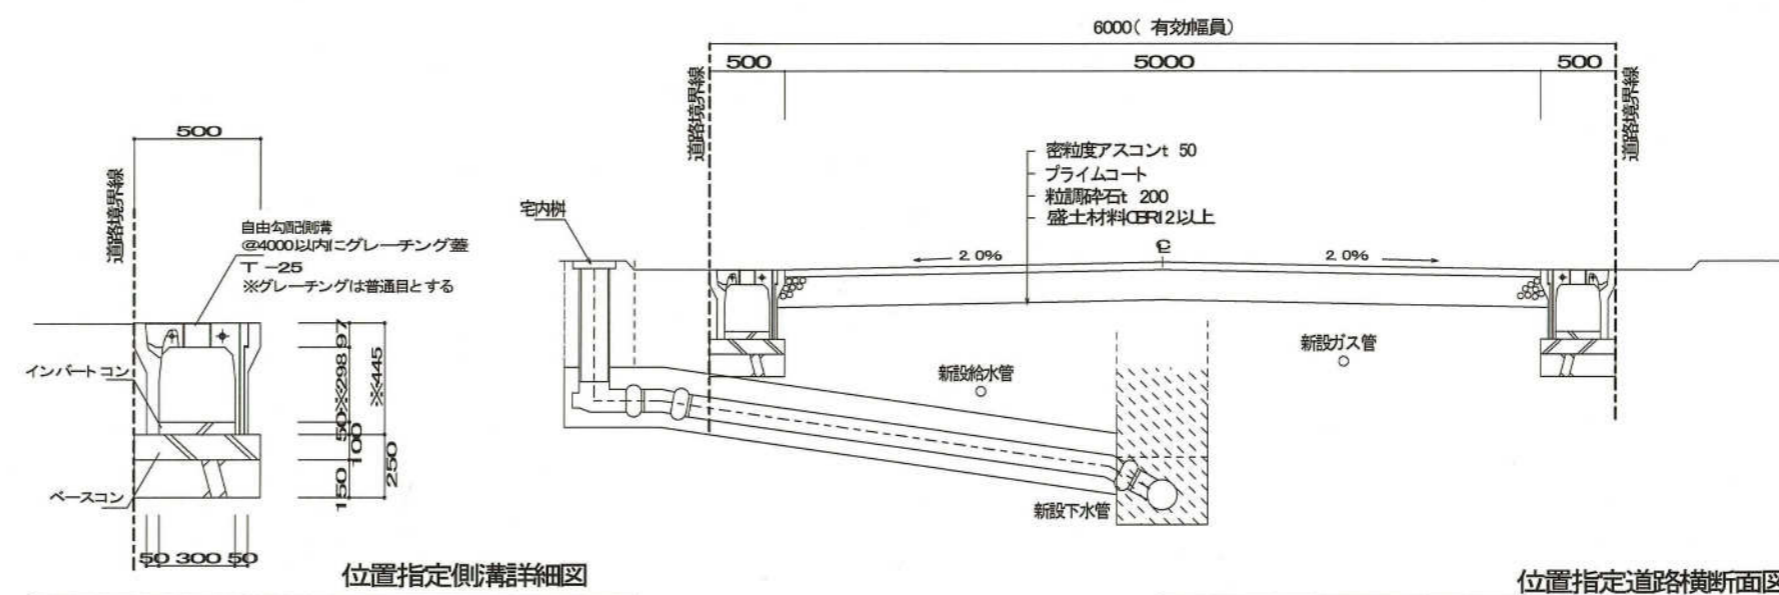 500
道路境界線
自由勾配側溝
@4000以内にグレーチング蓋
T -25
※グレーチングは普通目とする
インバートコン
ベースコン
97
※298
50
※445
100
150
250
50 300 50
位置指定側溝詳細図
6000( 有効幅員)
500
5000
500
道路境界線
道路境界線
密粒度アスコンt 50
プライムコート
粒調砕石t 200
盛土材料CBR12以上
宅内桝
2.0%
℄
2.0%
新設給水管
新設ガス管
新設下水管
位置指定道路横断面図